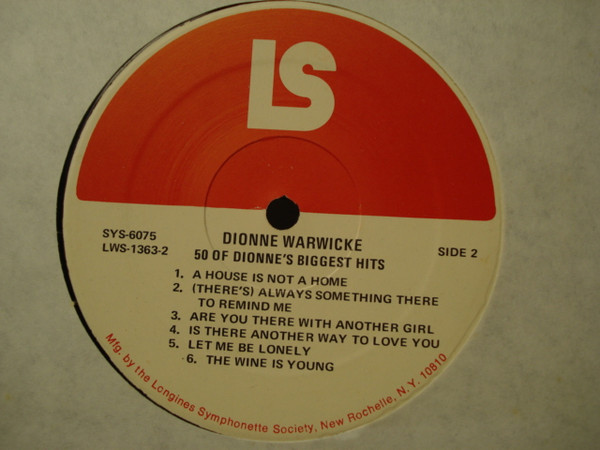 LS
SYS-6075
LWS-1363-2
DIONNE WARWICKE
SIDE 2
50 OF DIONNE'S BIGGEST HITS
1. A HOUSE IS NOT A HOME
2. (THERE'S) ALWAYS SOMETHING THERE
TO REMIND ME
3. ARE YOU THERE WITH ANOTHER GIRL
4. IS THERE ANOTHER WAY TO LOVE YOU
5. LET ME BE LONELY
6. THE WINE IS YOUNG
Mfg. by the Longines Symphonette Society, New Rochelle, N.Y. 10810